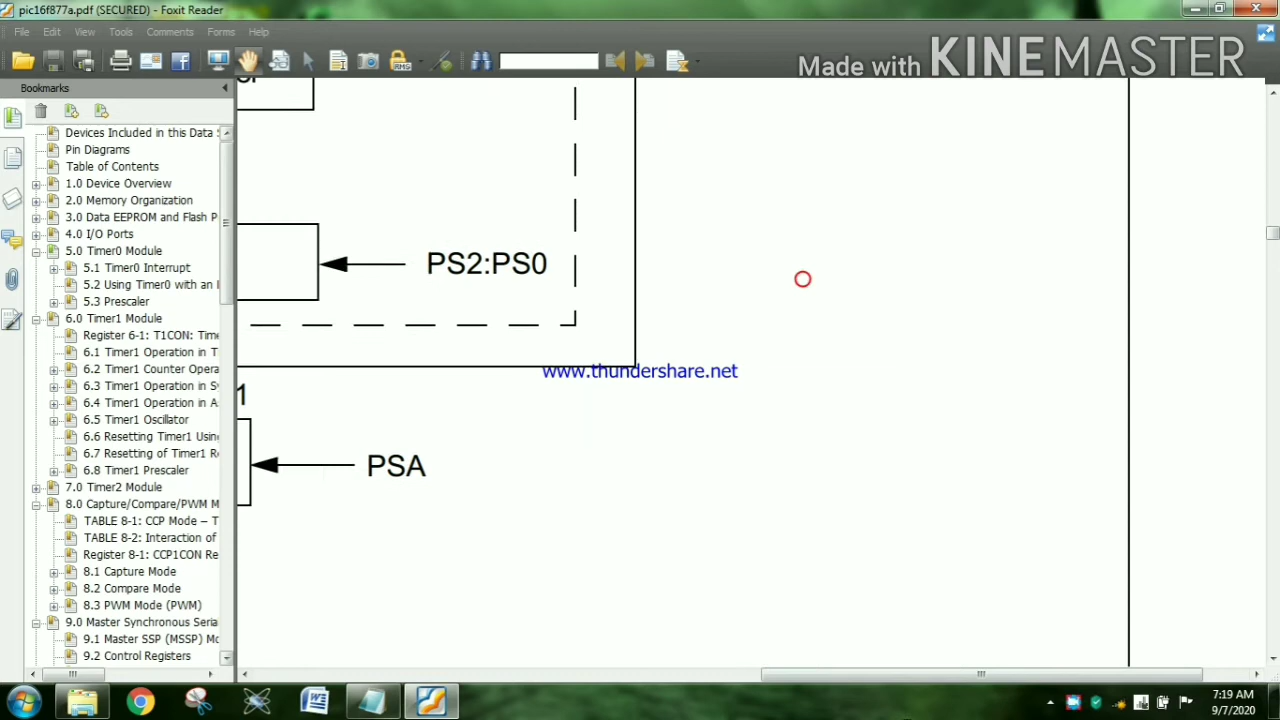 pic16f877a.pdf (SECURED) - Foxit Reader
File Edit View Tools Comments Forms Help
Made with KINEMASTER
Bookmarks
Devices Included in this Data S
Pin Diagrams
Table of Contents
1.0 Device Overview
2.0 Memory Organization
3.0 Data EEPROM and Flash P
4.0 I/O Ports
5.0 Timer0 Module
5.1 Timer0 Interrupt
5.2 Using Timer0 with an
5.3 Prescaler
6.0 Timer1 Module
Register 6-1: T1CON: Time
6.1 Timer1 Operation in T
6.2 Timer1 Counter Opera
6.3 Timer1 Operation in S
6.4 Timer1 Operation in A
6.5 Timer1 Oscillator
6.6 Resetting Timer1 Usin
6.7 Resetting of Timer1 R
6.8 Timer1 Prescaler
7.0 Timer2 Module
8.0 Capture/Compare/PWM M
TABLE 8-1: CCP Mode – T
TABLE 8-2: Interaction of
Register 8-1: CCP1CON Re
8.1 Capture Mode
8.2 Compare Mode
8.3 PWM Mode (PWM)
9.0 Master Synchronous Seria
9.1 Master SSP (MSSP) Mo
9.2 Control Registers
PS2:PS0
www.thundershare.net
1
PSA
7:19 AM
9/7/2020